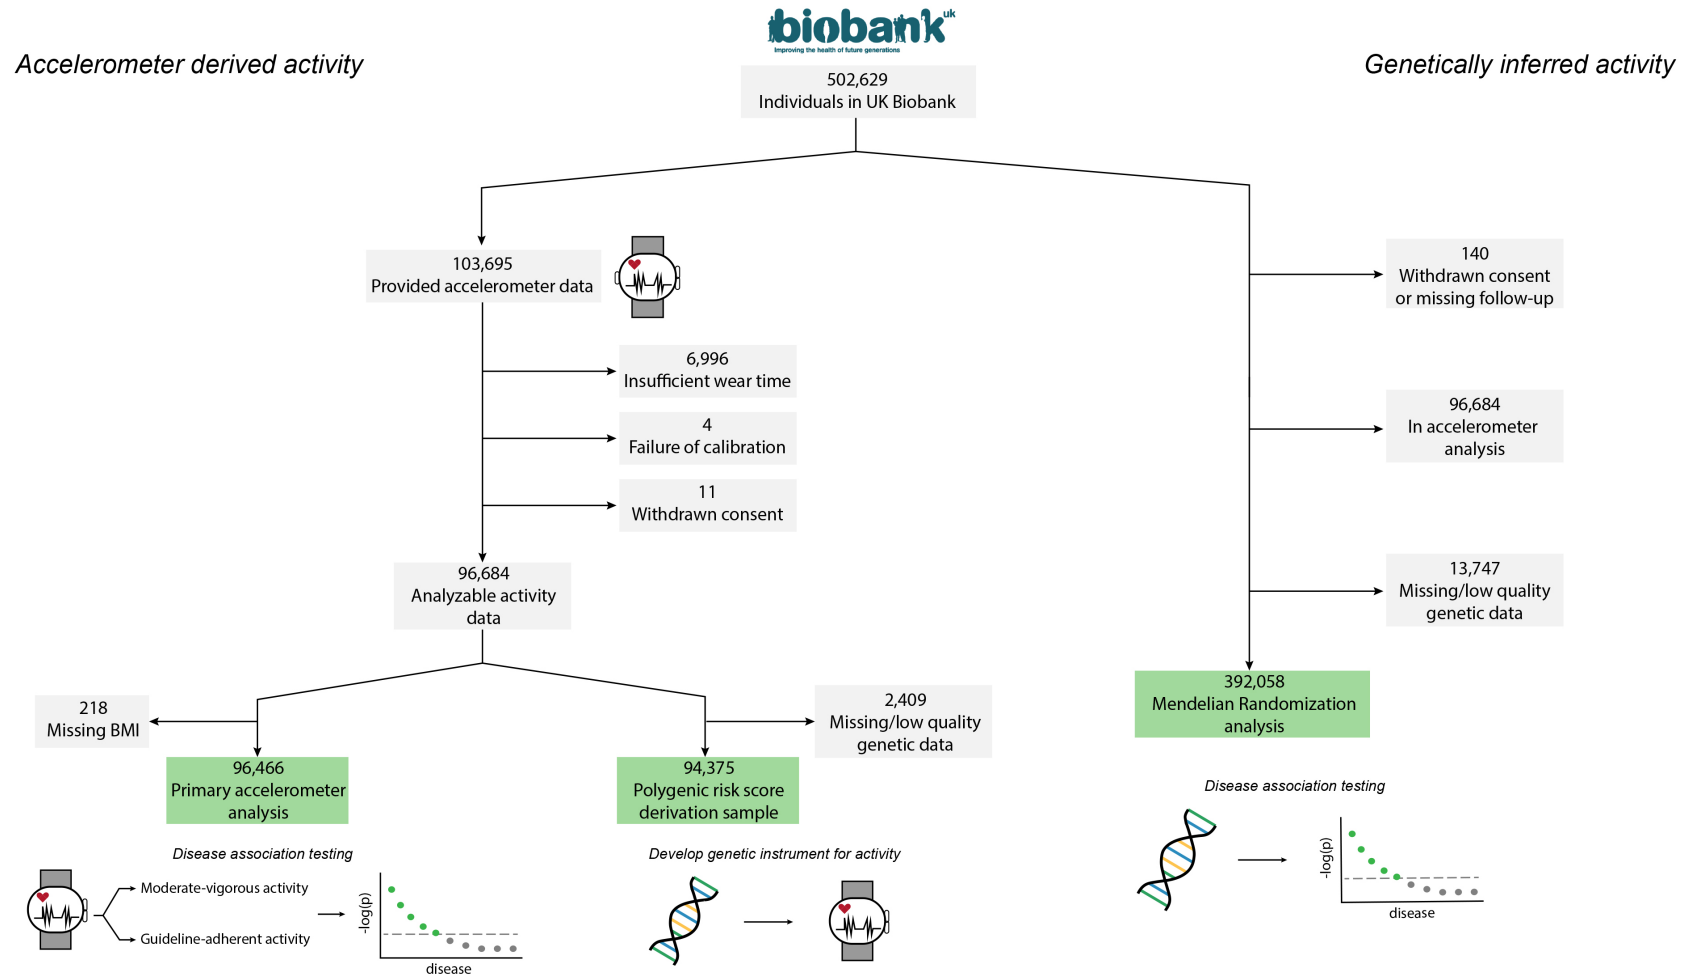 biobank uk
Improving the health of future generations
Accelerometer derived activity
Genetically inferred activity
502,629
Individuals in UK Biobank
103,695
Provided accelerometer data
6,996
Insufficient wear time
4
Failure of calibration
11
Withdrawn consent
96,684
Analyzable activity
data
218
Missing BMI
96,466
Primary accelerometer
analysis
2,409
Missing/low quality
genetic data
94,375
Polygenic risk score
derivation sample
140
Withdrawn consent
or missing follow-up
96,684
In accelerometer
analysis
13,747
Missing/low quality
genetic data
392,058
Mendelian Randomization
analysis
Disease association testing
Moderate-vigorous activity
Guideline-adherent activity
-log(p)
disease
Develop genetic instrument for activity
Disease association testing
-log(p)
disease